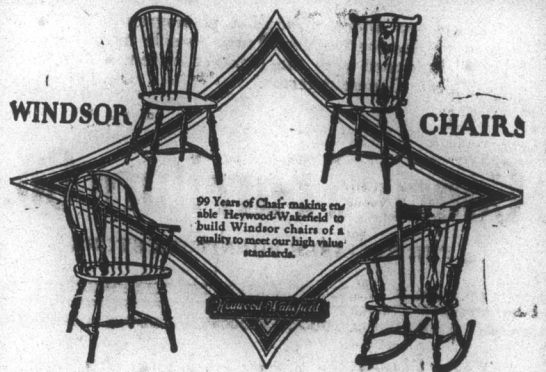 WINDSOR
CHAIRS
99 Years of Chair making en-
able Heywood-Wakefield to
build Windsor chairs of a
quality to meet our high value
standards.
Heywood-Wakefield